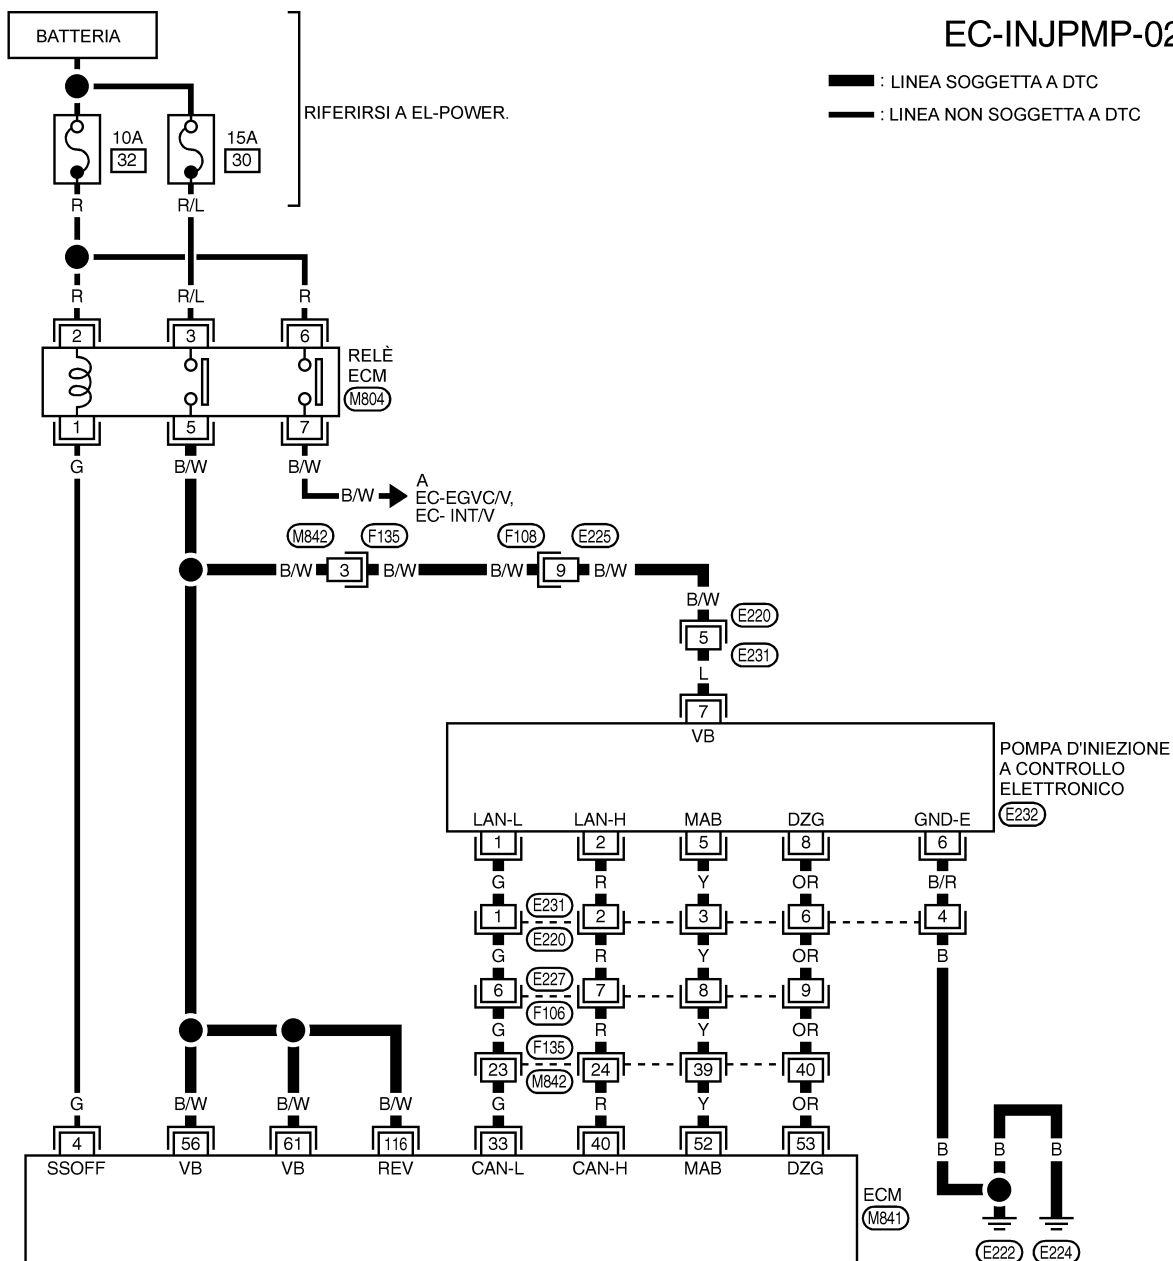 BATTERIA
EC-INJPMP-02
: LINEA SOGGETTA A DTC
: LINEA NON SOGGETTA A DTC
RIFERIRSI A EL-POWER.
10A
32
15A
30
R R/L
R R/L R
2 3 6
RELÈ
ECM
M804
1 5 7
G B/W B/W
B/W
A
EC-EGVC/V,
EC- INT/V
M842 F135 F108 E225
B/W 3 B/W B/W 9 B/W
B/W
E220
5
E231
L
7
VB
POMPA D'INIEZIONE
A CONTROLLO
ELETTRONICO
E232
LAN-L LAN-H MAB DZG GND-E
1 2 5 8 6
G R Y OR B/R
E231
1 2 3 6 4
E220
G R Y OR B
E227
6 7 8 9
F106
G R Y OR
F135
23 24 39 40
M842
G B/W B/W B/W G R Y OR
4 56 61 116 33 40 52 53
SSOFF VB VB REV CAN-L CAN-H MAB DZG
B B B
ECM
M841
E222 E224